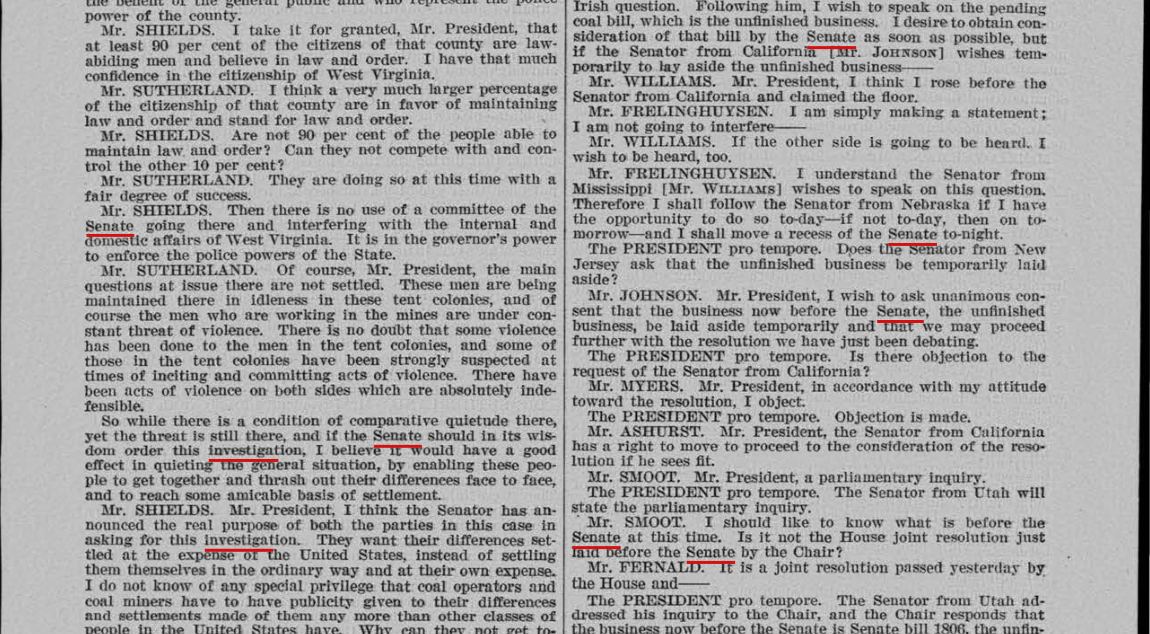 the benefit of the general public and who represent the police
power of the county.
Mr. SHIELDS. I take it for granted, Mr. President, that
at least 90 per cent of the citizens of that county are law-
abiding men and believe in law and order. I have that much
confidence in the citizenship of West Virginia.
Mr. SUTHERLAND. I think a very much larger percentage
of the citizenship of that county are in favor of maintaining
law and order and stand for law and order.
Mr. SHIELDS. Are not 90 per cent of the people able to
maintain law and order? Can they not compete with and con-
trol the other 10 per cent?
Mr. SUTHERLAND. They are doing so at this time with a
fair degree of success.
Mr. SHIELDS. Then there is no use of a committee of the
Senate going there and interfering with the internal and
domestic affairs of West Virginia. It is in the governor's power
to enforce the police powers of the State.
Mr. SUTHERLAND. Of course, Mr. President, the main
questions at issue there are not settled. These men are being
maintained there in idleness in these tent colonies, and of
course the men who are working in the mines are under con-
stant threat of violence. There is no doubt that some violence
has been done to the men in the tent colonies, and some of
those in the tent colonies have been strongly suspected at
times of inciting and committing acts of violence. There have
been acts of violence on both sides which are absolutely inde-
fensible.
So while there is a condition of comparative quietude there,
yet the threat is still there, and if the Senate should in its wis-
dom order this investigation, I believe it would have a good
effect in quieting the general situation, by enabling these peo-
ple to get together and thrash out their differences face to face,
and to reach some amicable basis of settlement.
Mr. SHIELDS. Mr. President, I think the Senator has an-
nounced the real purpose of both the parties in this case in
asking for this investigation. They want their differences set-
tled at the expense of the United States, instead of settling
them themselves in the ordinary way and at their own expense.
I do not know of any special privilege that coal operators and
coal miners have to have publicity given to their differences
and settlements made of them any more than other classes of
people in the United States have. Why can they not get to-
Irish question. Following him, I wish to speak on the pending
coal bill, which is the unfinished business. I desire to obtain con-
sideration of that bill by the Senate as soon as possible, but
if the Senator from California [Mr. JOHNSON] wishes tem-
porarily to lay aside the unfinished business——
Mr. WILLIAMS. Mr. President, I think I rose before the
Senator from California and claimed the floor.
Mr. FRELINGHUYSEN. I am simply making a statement;
I am not going to interfere——
Mr. WILLIAMS. If the other side is going to be heard. I
wish to be heard, too.
Mr. FRELINGHUYSEN. I understand the Senator from
Mississippi [Mr. WILLIAMS] wishes to speak on this question.
Therefore I shall follow the Senator from Nebraska if I have
the opportunity to do so to-day—if not to-day, then on to-
morrow—and I shall move a recess of the Senate to-night.
The PRESIDENT pro tempore. Does the Senator from New
Jersey ask that the unfinished business be temporarily laid
aside?
Mr. JOHNSON. Mr. President, I wish to ask unanimous con-
sent that the business now before the Senate, the unfinished
business, be laid aside temporarily and that we may proceed
further with the resolution we have just been debating.
The PRESIDENT pro tempore. Is there objection to the
request of the Senator from California?
Mr. MYERS. Mr. President, in accordance with my attitude
toward the resolution, I object.
The PRESIDENT pro tempore. Objection is made.
Mr. ASHURST. Mr. President, the Senator from California
has a right to move to proceed to the consideration of the reso-
lution if he sees fit.
Mr. SMOOT. Mr. President, a parliamentary inquiry.
The PRESIDENT pro tempore. The Senator from Utah will
state the parliamentary inquiry.
Mr. SMOOT. I should like to know what is before the
Senate at this time. Is it not the House joint resolution just
laid before the Senate by the Chair?
Mr. FERNALD. It is a joint resolution passed yesterday by
the House and——
The PRESIDENT pro tempore. The Senator from Utah ad-
dressed his inquiry to the Chair, and the Chair responds that
the business now before the Senate is Senate bill 1806, the unfin-